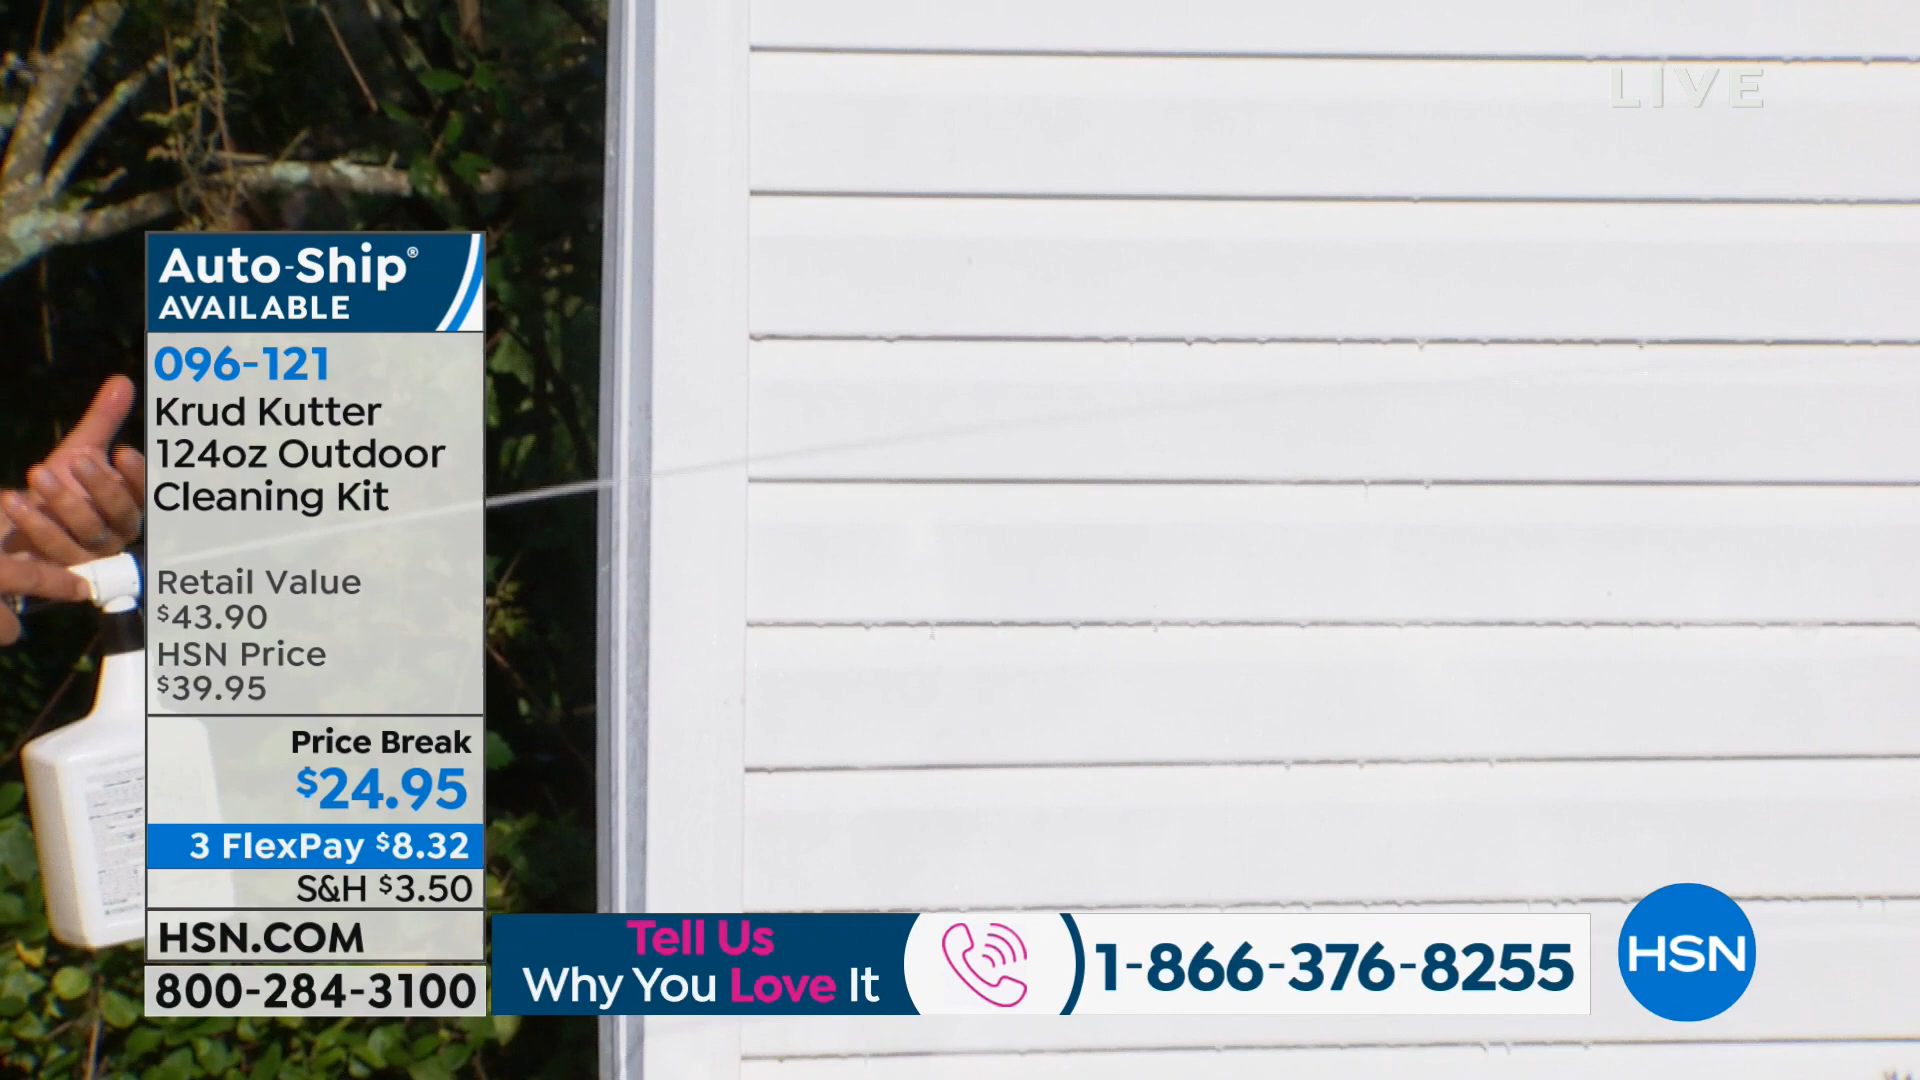 LIVE
Auto-Ship®
AVAILABLE
096-121
Krud Kutter
124oz Outdoor
Cleaning Kit
Retail Value
$43.90
HSN Price
$39.95
Price Break
$24.95
3 FlexPay $8.32
S&H $3.50
HSN.COM
800-284-3100
Tell Us
Why You Love It
1-866-376-8255
HSN